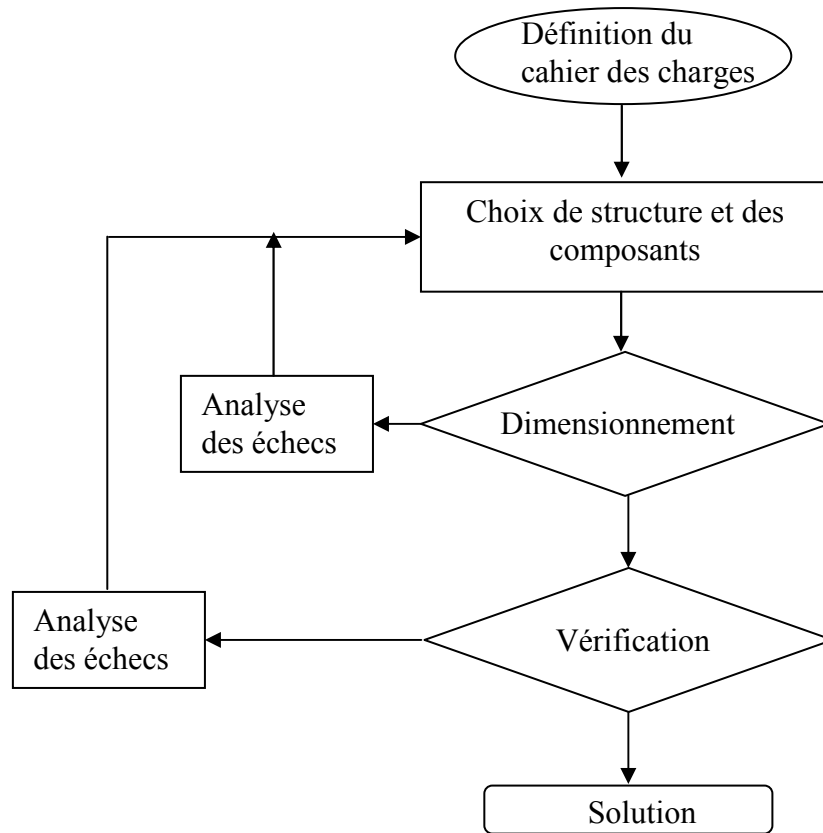 Définition du
cahier des charges
Choix de structure et des
composants
Analyse
des échecs
Dimensionnement
Analyse
des échecs
Vérification
Solution